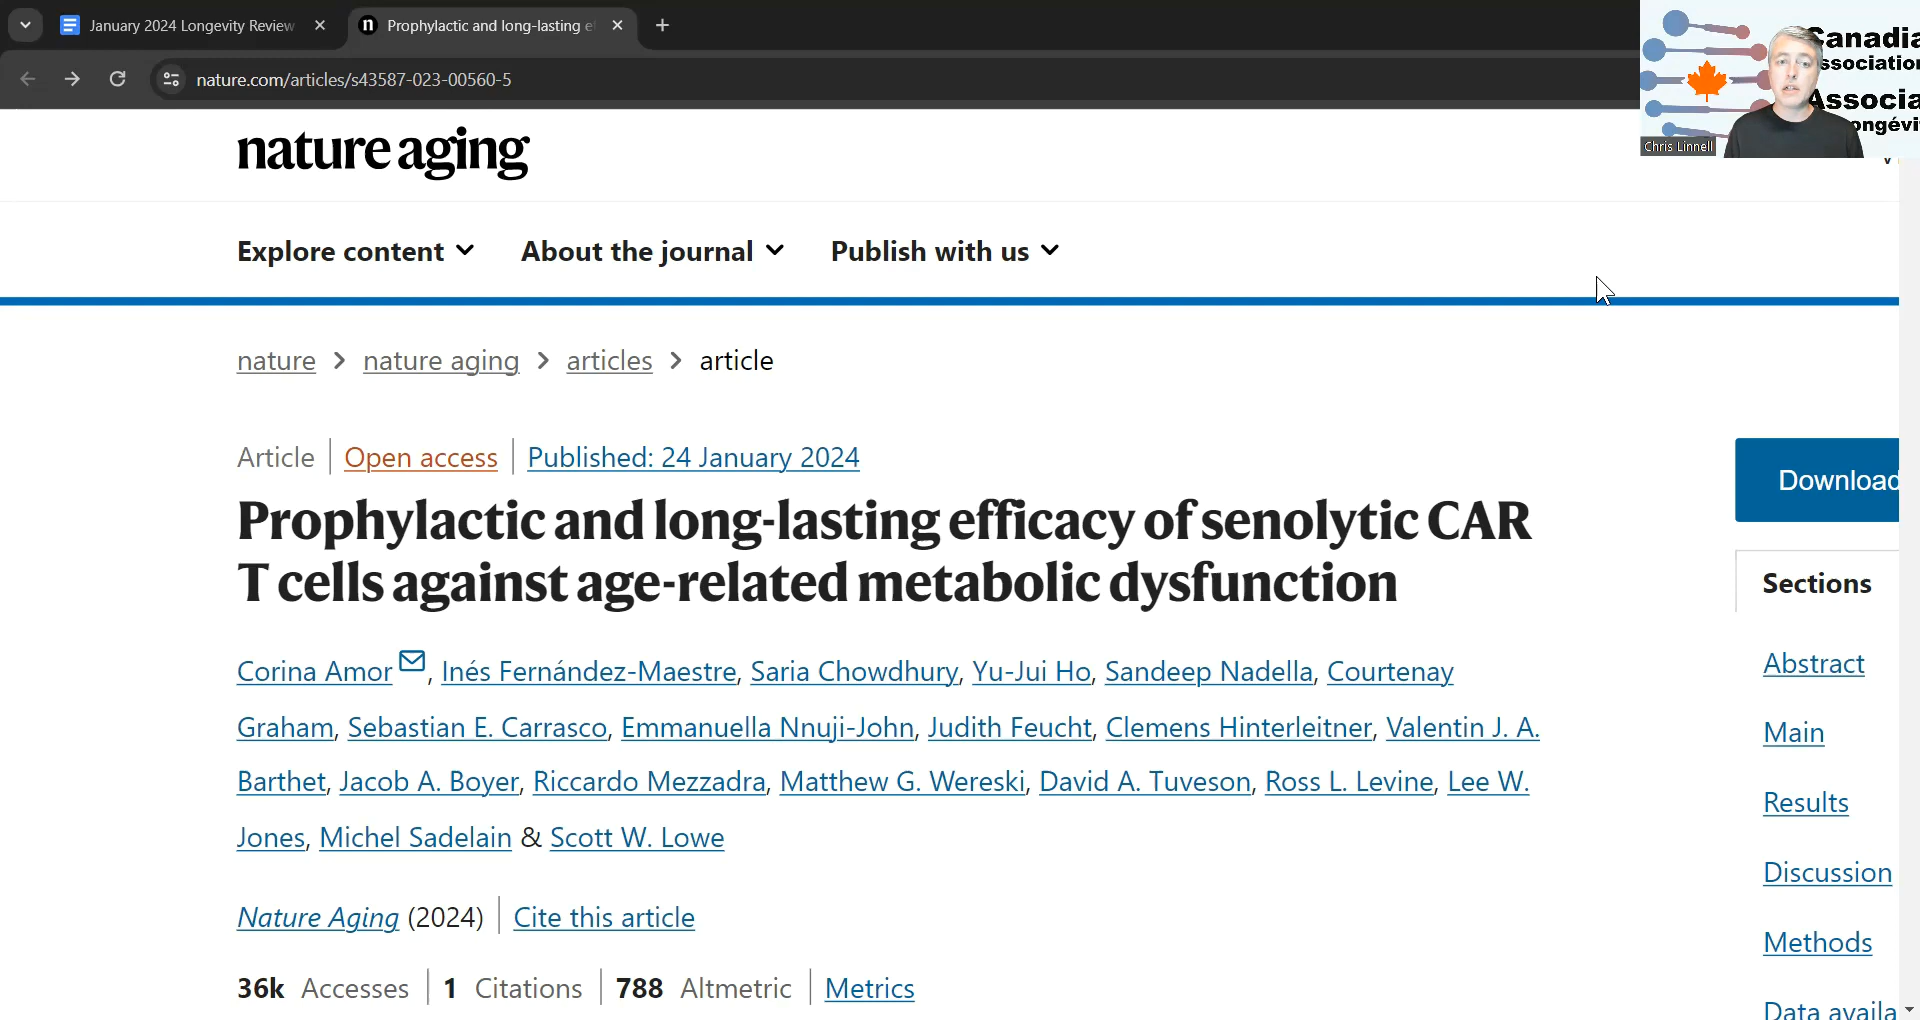 January 2024 Longevity Review
Prophylactic and long-lasting e
nature.com/articles/s43587-023-00560-5
Canadia
ssociation
Associa
ongévi
Chris Linnell
nature aging
Explore content
About the journal
Publish with us
nature > nature aging > articles > article
Article | Open access | Published: 24 January 2024
Prophylactic and long-lasting efficacy of senolytic CAR
T cells against age-related metabolic dysfunction
Corina Amor, Inés Fernández-Maestre, Saria Chowdhury, Yu-Jui Ho, Sandeep Nadella, Courtenay
Graham, Sebastian E. Carrasco, Emmanuella Nnuji-John, Judith Feucht, Clemens Hinterleitner, Valentin J. A.
Barthet, Jacob A. Boyer, Riccardo Mezzadra, Matthew G. Wereski, David A. Tuveson, Ross L. Levine, Lee W.
Jones, Michel Sadelain & Scott W. Lowe
Nature Aging (2024) | Cite this article
36k Accesses | 1 Citations | 788 Altmetric | Metrics
Download
Sections
Abstract
Main
Results
Discussion
Methods
Data availa